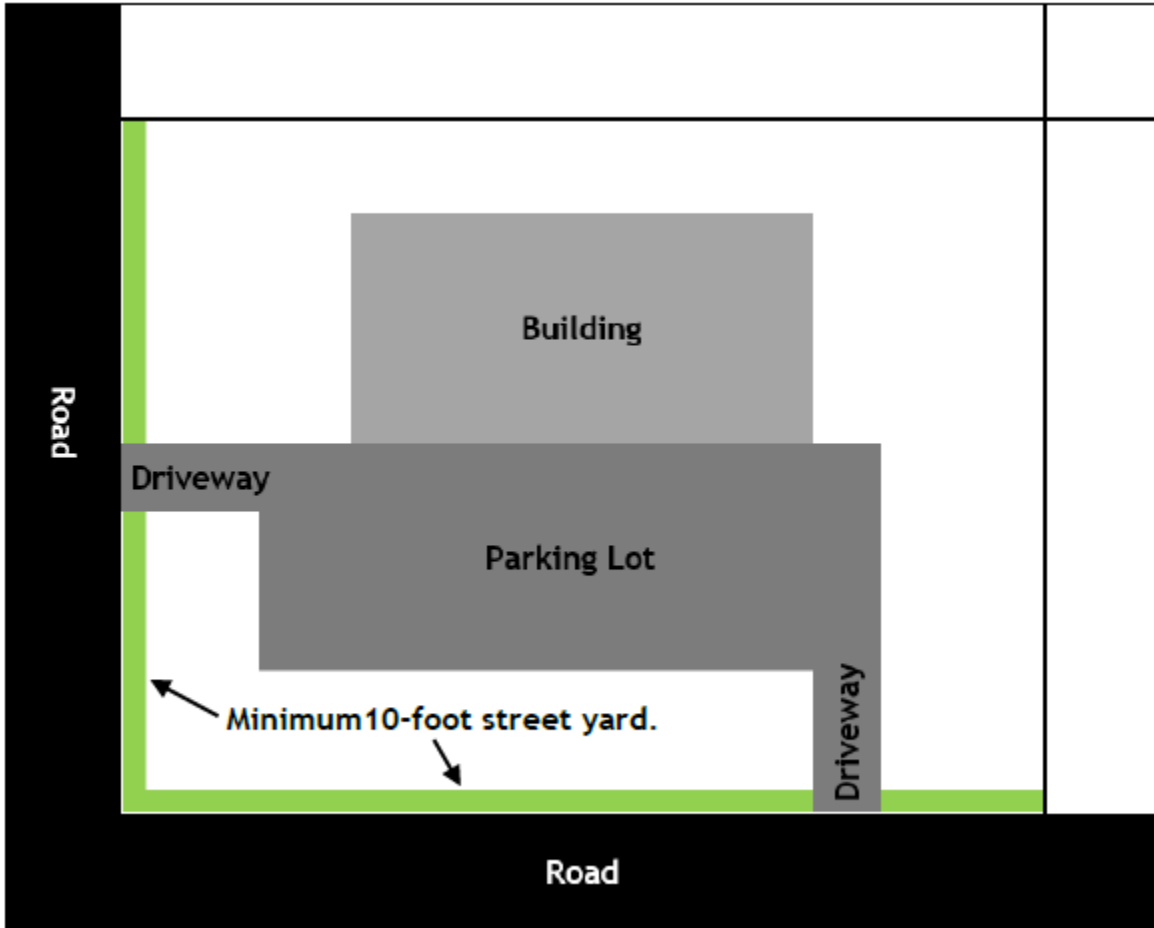 Building
Road
Driveway
Parking Lot
Minimum10-foot street yard.
Driveway
Road